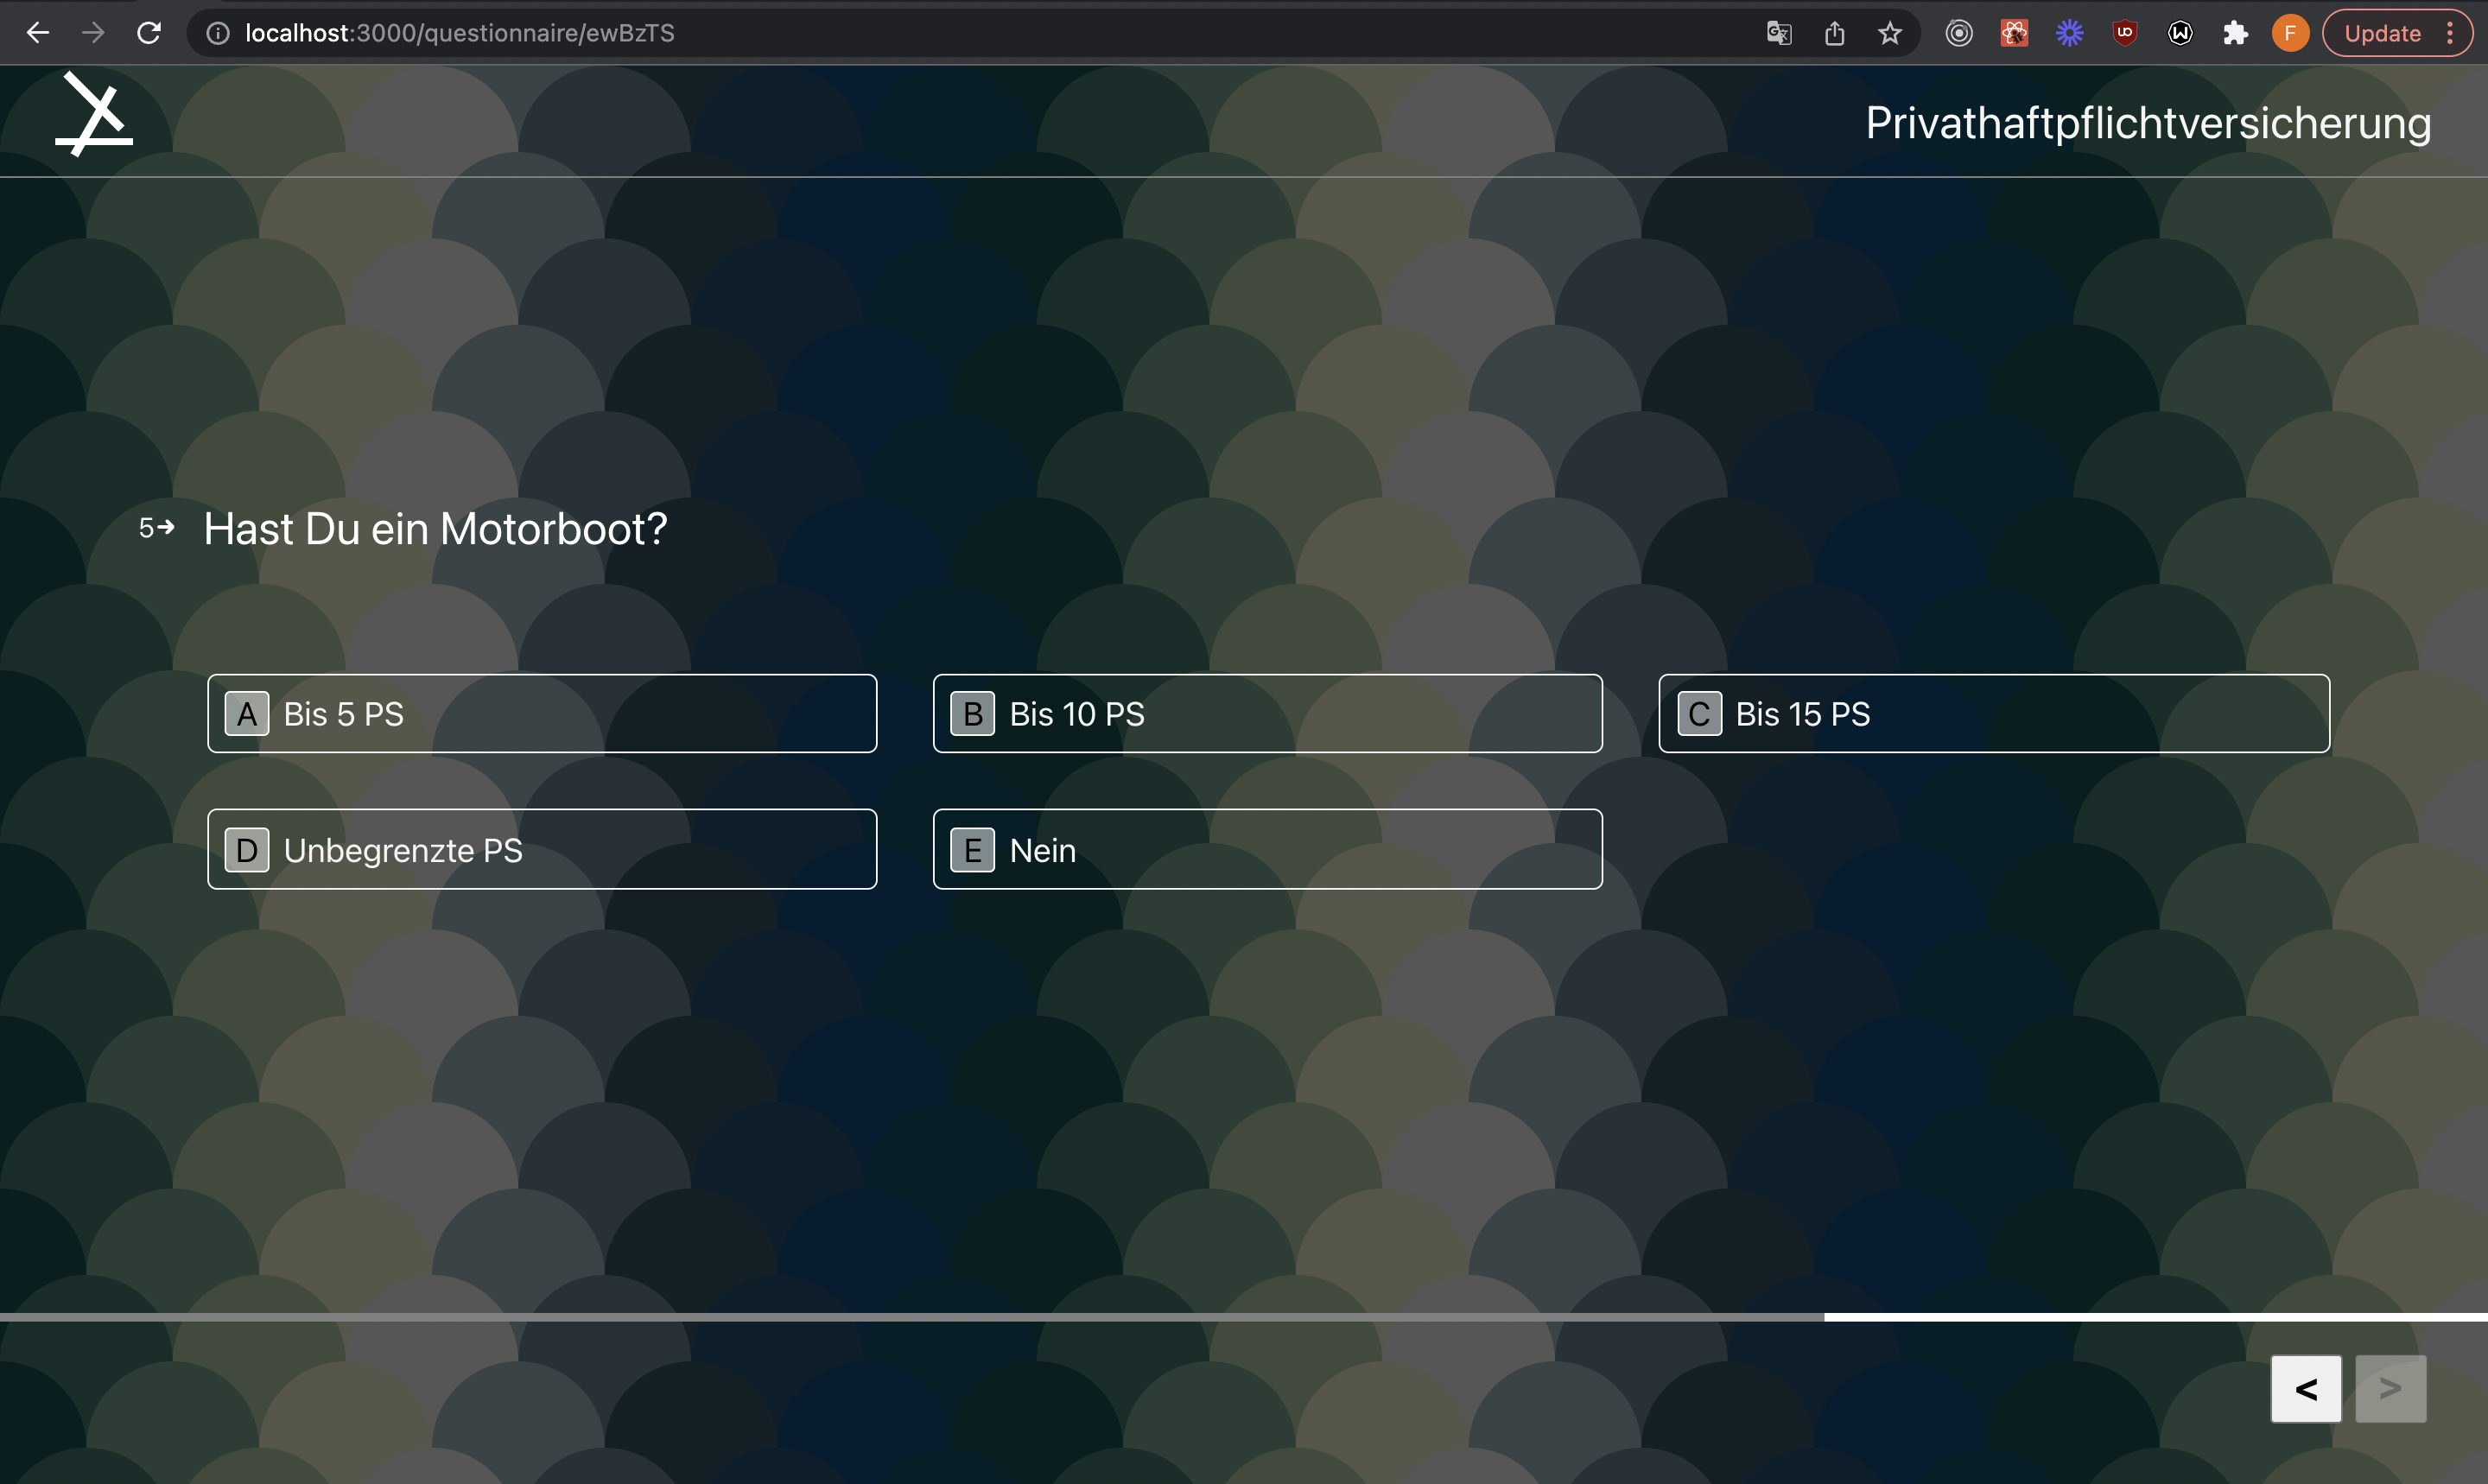 localhost:3000/questionnaire/ewBzTS
F
Update
Privathaftpflichtversicherung
5→ Hast Du ein Motorboot?
A Bis 5 PS
B Bis 10 PS
C Bis 15 PS
D Unbegrenzte PS
E Nein
< >